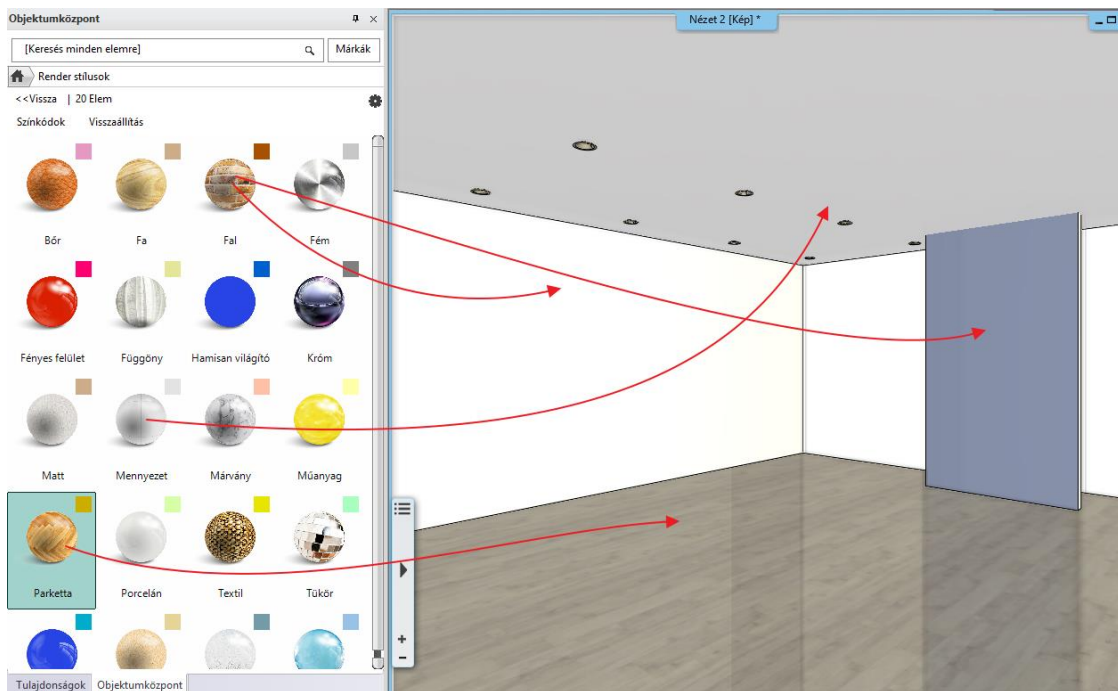 Objektumközpont
[Keresés minden elemre]
Márkák
Render stílusok
<<Vissza | 20 Elem
Színkódok Visszaállítás
Bőr Fa Fal Fém
Fényes felület Függöny Hamisan világító Króm
Matt Mennyezet Márvány Műanyag
Parketta Porcelán Textil Tükör
Tulajdonságok Objektumközpont
Nézet 2 [Kép] *